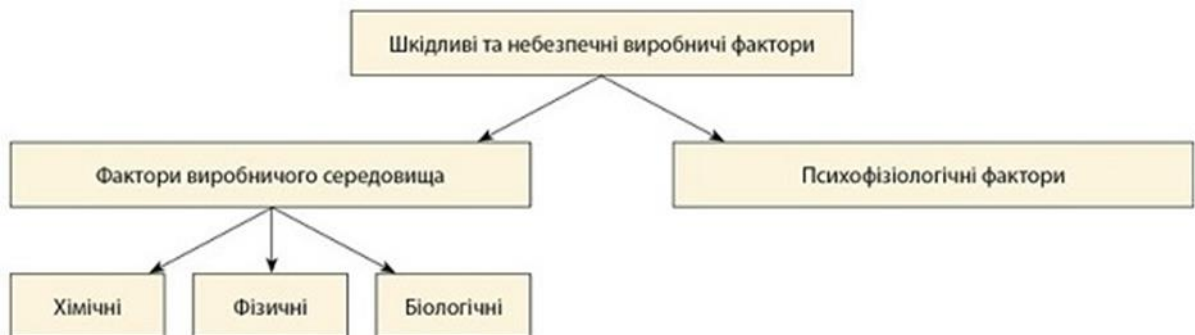 Шкідливі та небезпечні виробничі фактори
Фактори виробничого середовища
Психофізіологічні фактори
Хімічні
Фізичні
Біологічні